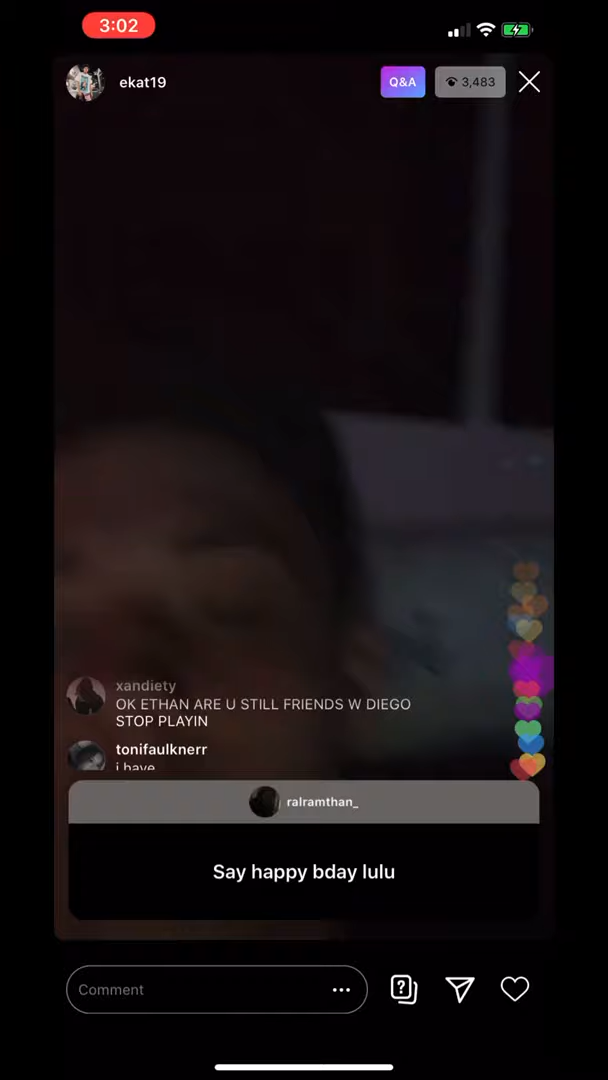 3:02
ekat19
Q&A
3,483
xandiety
OK ETHAN ARE U STILL FRIENDS W DIEGO
STOP PLAYIN
tonifaulknerr
i have
ralramthan_
Say happy bday lulu
Comment